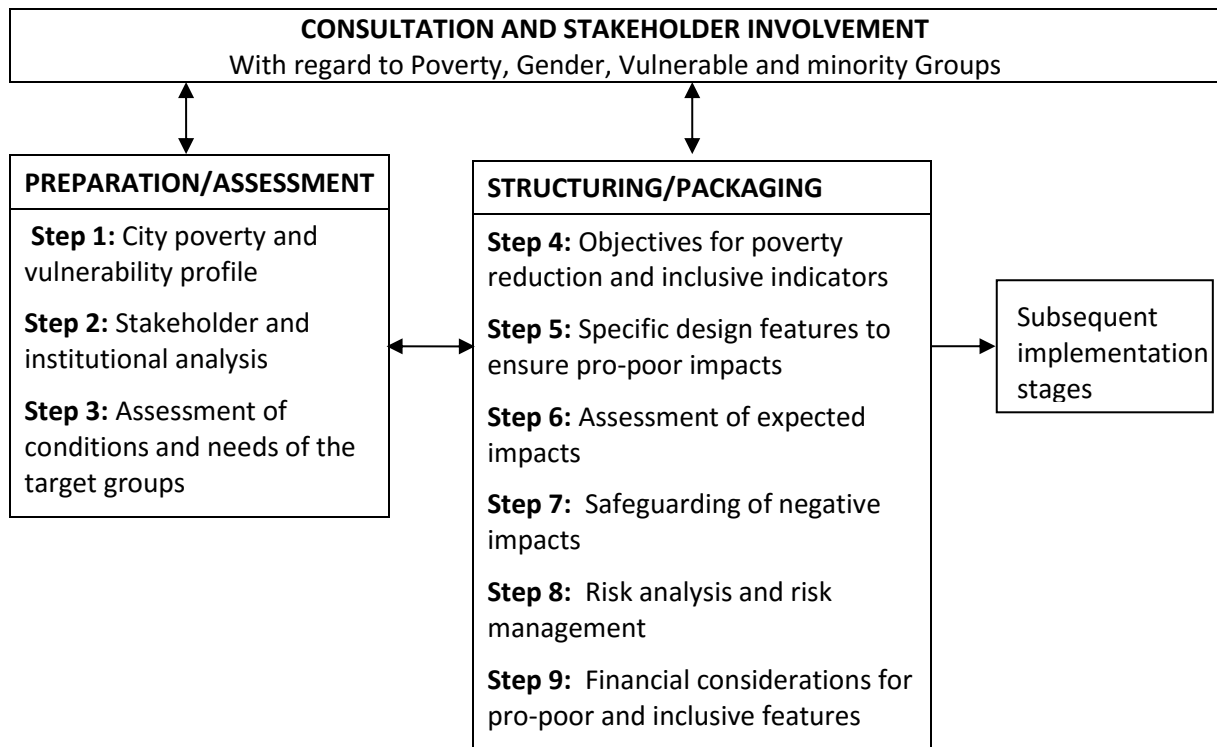 CONSULTATION AND STAKEHOLDER INVOLVEMENT
With regard to Poverty, Gender, Vulnerable and minority Groups
PREPARATION/ASSESSMENT
Step 1: City poverty and
vulnerability profile
Step 2: Stakeholder and
institutional analysis
Step 3: Assessment of
conditions and needs of the
target groups
STRUCTURING/PACKAGING
Step 4: Objectives for poverty
reduction and inclusive indicators
Step 5: Specific design features to
ensure pro-poor impacts
Step 6: Assessment of expected
impacts
Step 7: Safeguarding of negative
impacts
Step 8: Risk analysis and risk
management
Step 9: Financial considerations for
pro-poor and inclusive features
Subsequent
implementation
stages